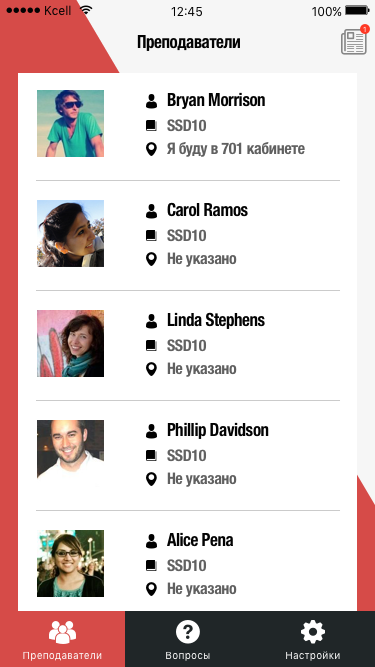 Kcell 12:45 100%
Преподаватели
1
Bryan Morrison
SSD10
Я буду в 701 кабинете
Carol Ramos
SSD10
Не указано
Linda Stephens
SSD10
Не указано
Phillip Davidson
SSD10
Не указано
Alice Pena
SSD10
Не указано
Преподаватели Вопросы Настройки